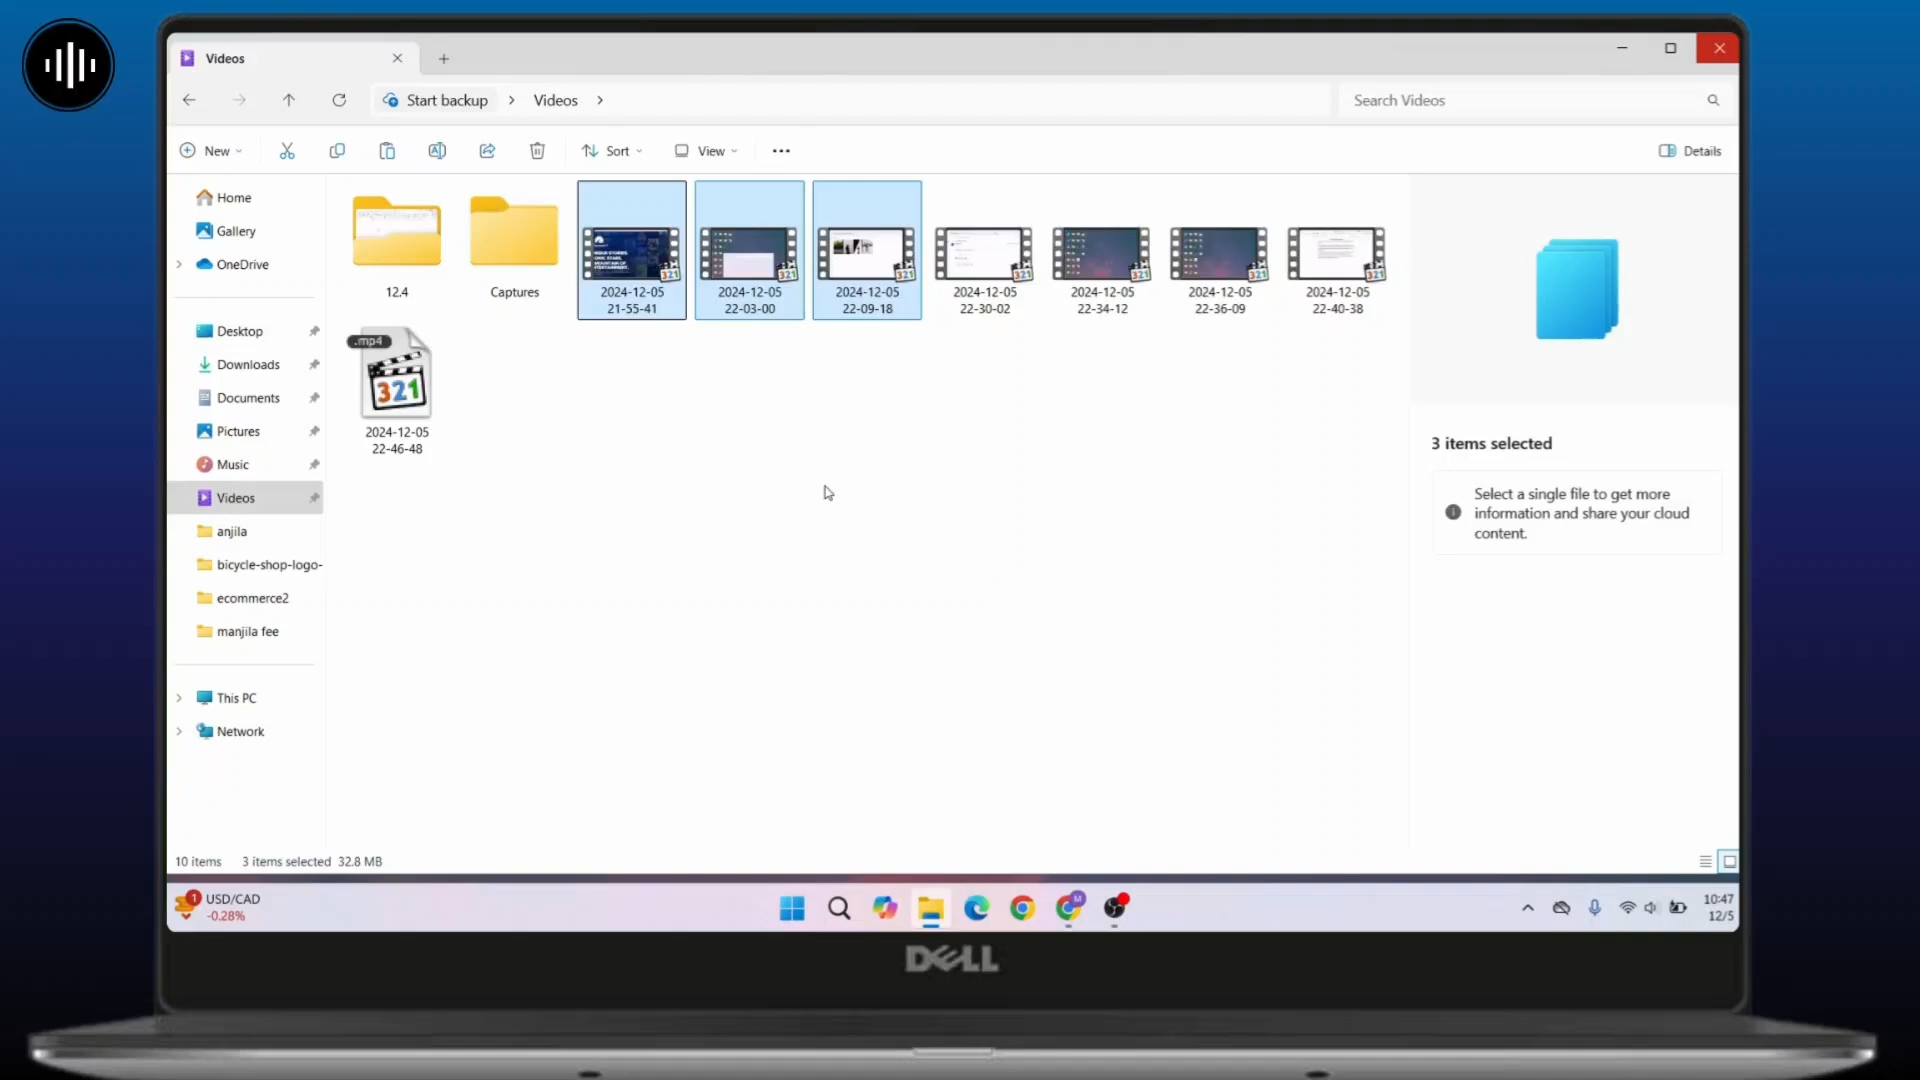 Videos
Start backup
Videos
Search Videos
New
Sort
View
Details
Home
Gallery
OneDrive
Desktop
Downloads
Documents
Pictures
Music
Videos
anjila
bicycle-shop-logo-
ecommerce2
manjila fee
This PC
Network
12.4
Captures
2024-12-05
21-55-41
2024-12-05
22-03-00
2024-12-05
22-09-18
2024-12-05
22-30-02
2024-12-05
22-34-12
2024-12-05
22-36-09
2024-12-05
22-40-38
.mp4
321
2024-12-05
22-46-48
3 items selected
Select a single file to get more
information and share your cloud
content.
10 items 3 items selected 32.8 MB
1
USD/CAD
-0.28%
M
10:47
12/5
DELL